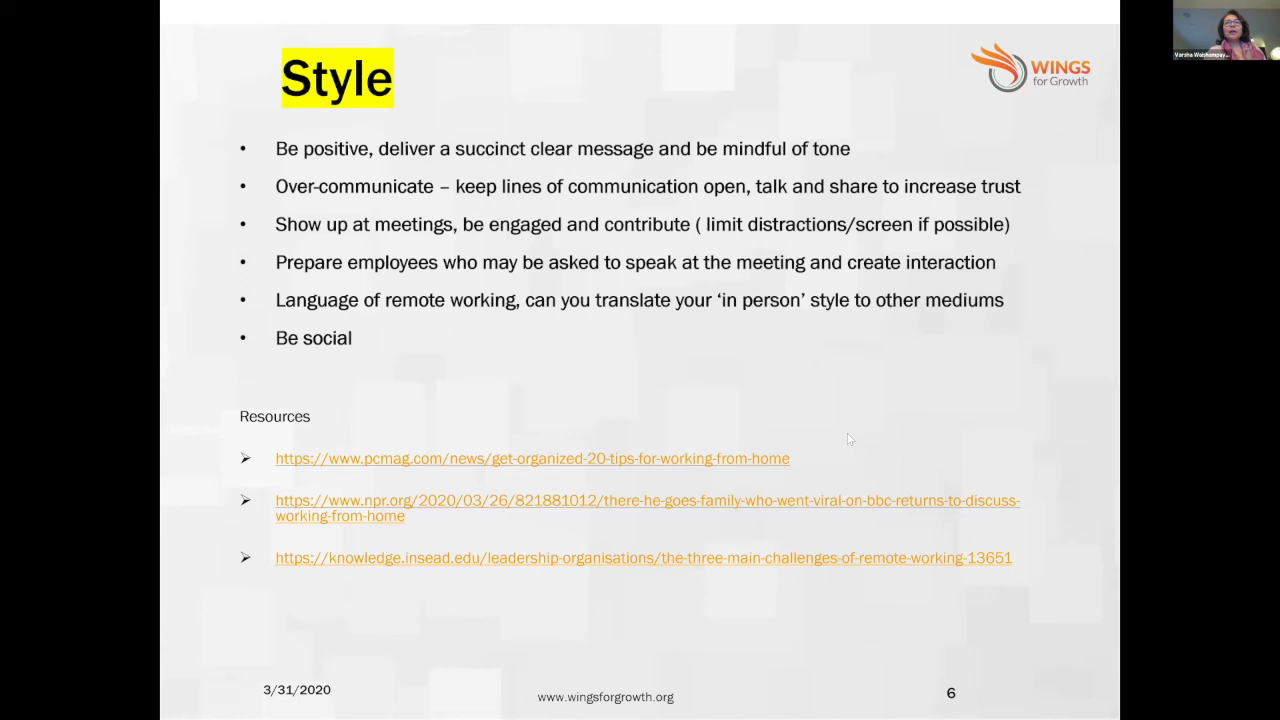 Style
WINGS
for Growth
• Be positive, deliver a succinct clear message and be mindful of tone
• Over-communicate – keep lines of communication open, talk and share to increase trust
• Show up at meetings, be engaged and contribute ( limit distractions/screen if possible)
• Prepare employees who may be asked to speak at the meeting and create interaction
• Language of remote working, can you translate your ‘in person’ style to other mediums
• Be social
Resources
➢ https://www.pcmag.com/news/get-organized-20-tips-for-working-from-home
➢ https://www.npr.org/2020/03/26/821881012/there-he-goes-family-who-went-viral-on-bbc-returns-to-discuss-
working-from-home
➢ https://knowledge.insead.edu/leadership-organisations/the-three-main-challenges-of-remote-working-13651
3/31/2020
www.wingsforgrowth.org
6
Varsha Waishampay...